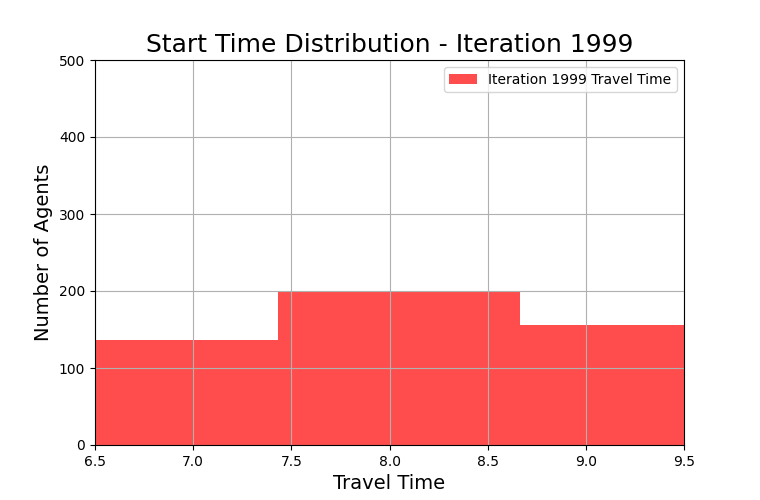 Start Time Distribution - Iteration 1999
Iteration 1999 Travel Time
Number of Agents
500
400
300
200
100
0
6.5 7.0 7.5 8.0 8.5 9.0 9.5
Travel Time